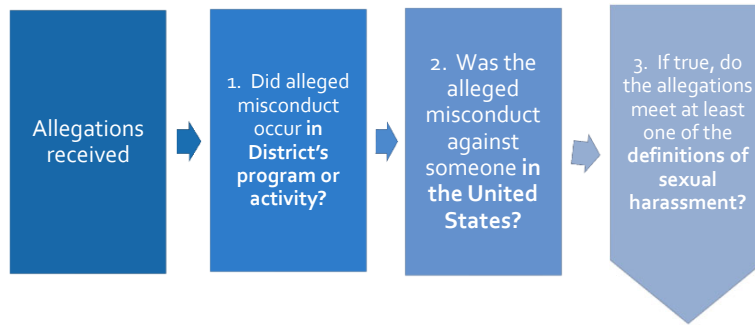 Allegations
received
1. Did alleged
misconduct
occur in
District's
program or
activity?
2. Was the
alleged
misconduct
against
someone in
the United
States?
3. If true, do
the allegations
meet at least
one of the
definitions of
sexual
harassment?